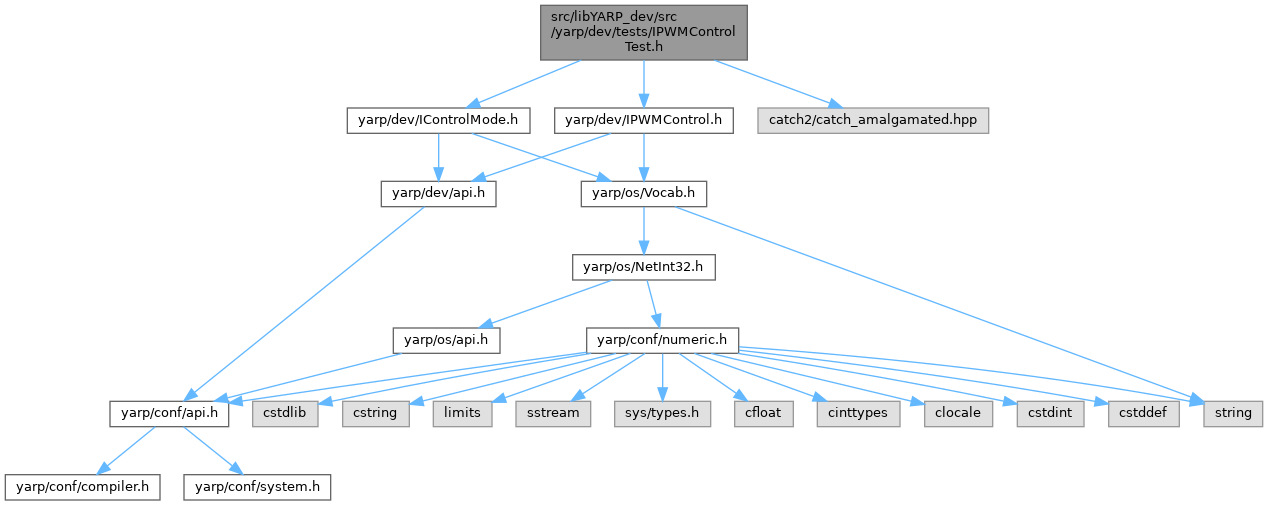 src/libYARP_dev/src
/yarp/dev/tests/IPWMControl
Test.h
yarp/dev/IControlMode.h
yarp/dev/IPWMControl.h
catch2/catch_amalgamated.hpp
yarp/dev/api.h
yarp/os/Vocab.h
yarp/os/NetInt32.h
yarp/os/api.h
yarp/conf/numeric.h
yarp/conf/api.h
cstdlib
cstring
limits
sstream
sys/types.h
cfloat
cinttypes
clocale
cstdint
cstddef
string
yarp/conf/compiler.h
yarp/conf/system.h